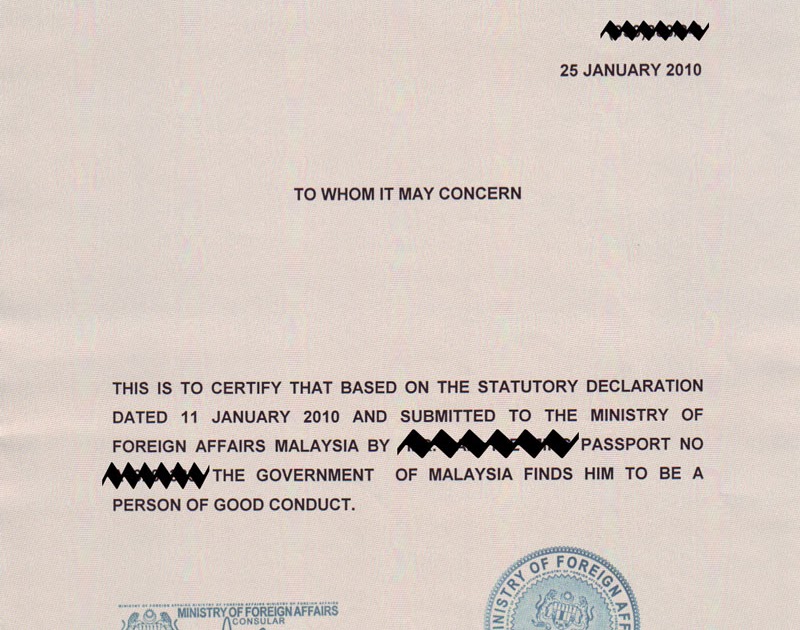 25 JANUARY 2010
TO WHOM IT MAY CONCERN
THIS IS TO CERTIFY THAT BASED ON THE STATUTORY DECLARATION
DATED 11 JANUARY 2010 AND SUBMITTED TO THE MINISTRY OF
FOREIGN AFFAIRS MALAYSIA BY PASSPORT NO
THE GOVERNMENT OF MALAYSIA FINDS HIM TO BE A
PERSON OF GOOD CONDUCT.
MINISTRY OF FOREIGN AFFAIRS
CONSULAR
MINISTRY OF FOREIGN